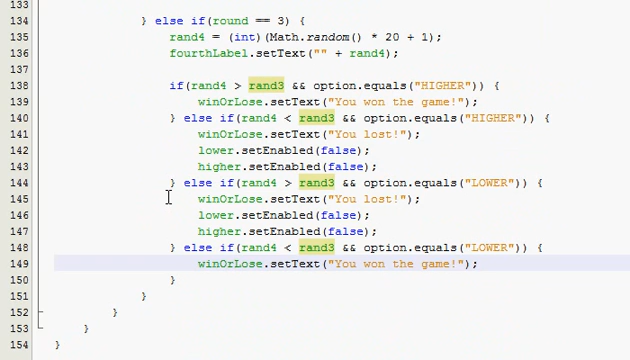 133
134 } else if(round == 3) {
135 rand4 = (int)(Math.random() * 20 + 1);
136 fourthLabel.setText("" + rand4);
137
138 if(rand4 > rand3 && option.equals("HIGHER")) {
139 winOrLose.setText("You won the game!");
140 } else if(rand4 < rand3 && option.equals("HIGHER")) {
141 winOrLose.setText("You lost!");
142 lower.setEnabled(false);
143 higher.setEnabled(false);
144 } else if(rand4 > rand3 && option.equals("LOWER")) {
145 winOrLose.setText("You lost!");
146 lower.setEnabled(false);
147 higher.setEnabled(false);
148 } else if(rand4 < rand3 && option.equals("LOWER")) {
149 winOrLose.setText("You won the game!");
150 }
151 }
152 }
153 }
154 }